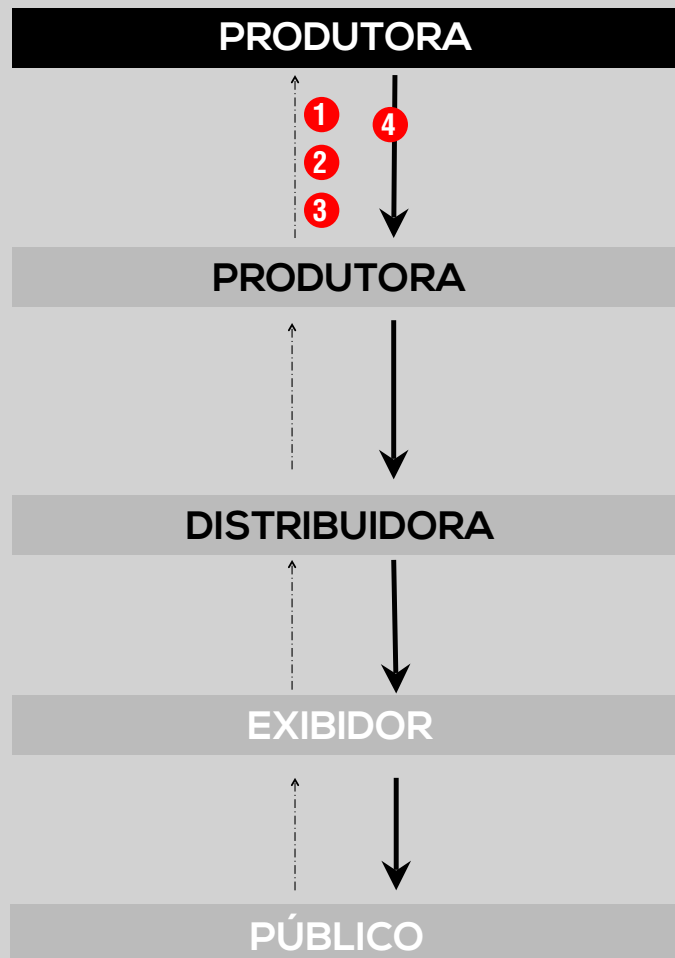 PRODUTORA
1 4
2
3
PRODUTORA
DISTRIBUIDORA
EXIBIDOR
PÚBLICO